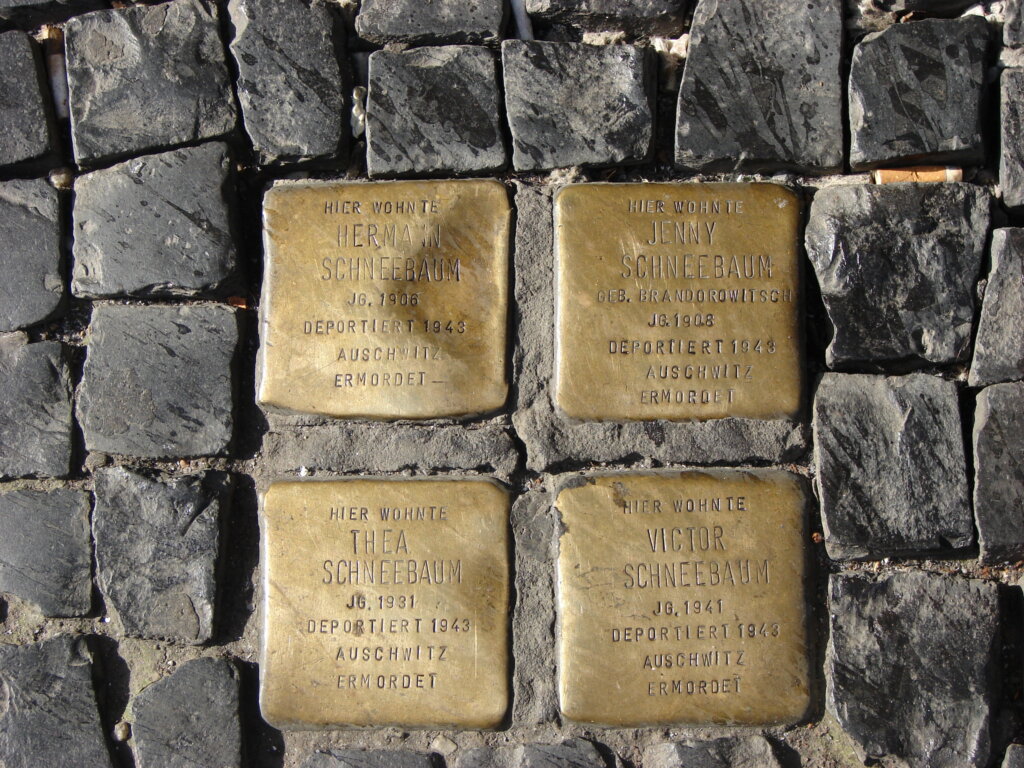 HIER WOHNTE
HERMANN
SCHNEEBAUM
JG. 1906
DEPORTIERT 1943
AUSCHWITZ
ERMORDET
HIER WOHNTE
JENNY
SCHNEEBAUM
GEB. BRANDOROWITSCH
JG. 1908
DEPORTIERT 1943
AUSCHWITZ
ERMORDET
HIER WOHNTE
THEA
SCHNEEBAUM
JG. 1931
DEPORTIERT 1943
AUSCHWITZ
ERMORDET
HIER WOHNTE
VICTOR
SCHNEEBAUM
JG. 1941
DEPORTIERT 1943
AUSCHWITZ
ERMORDET